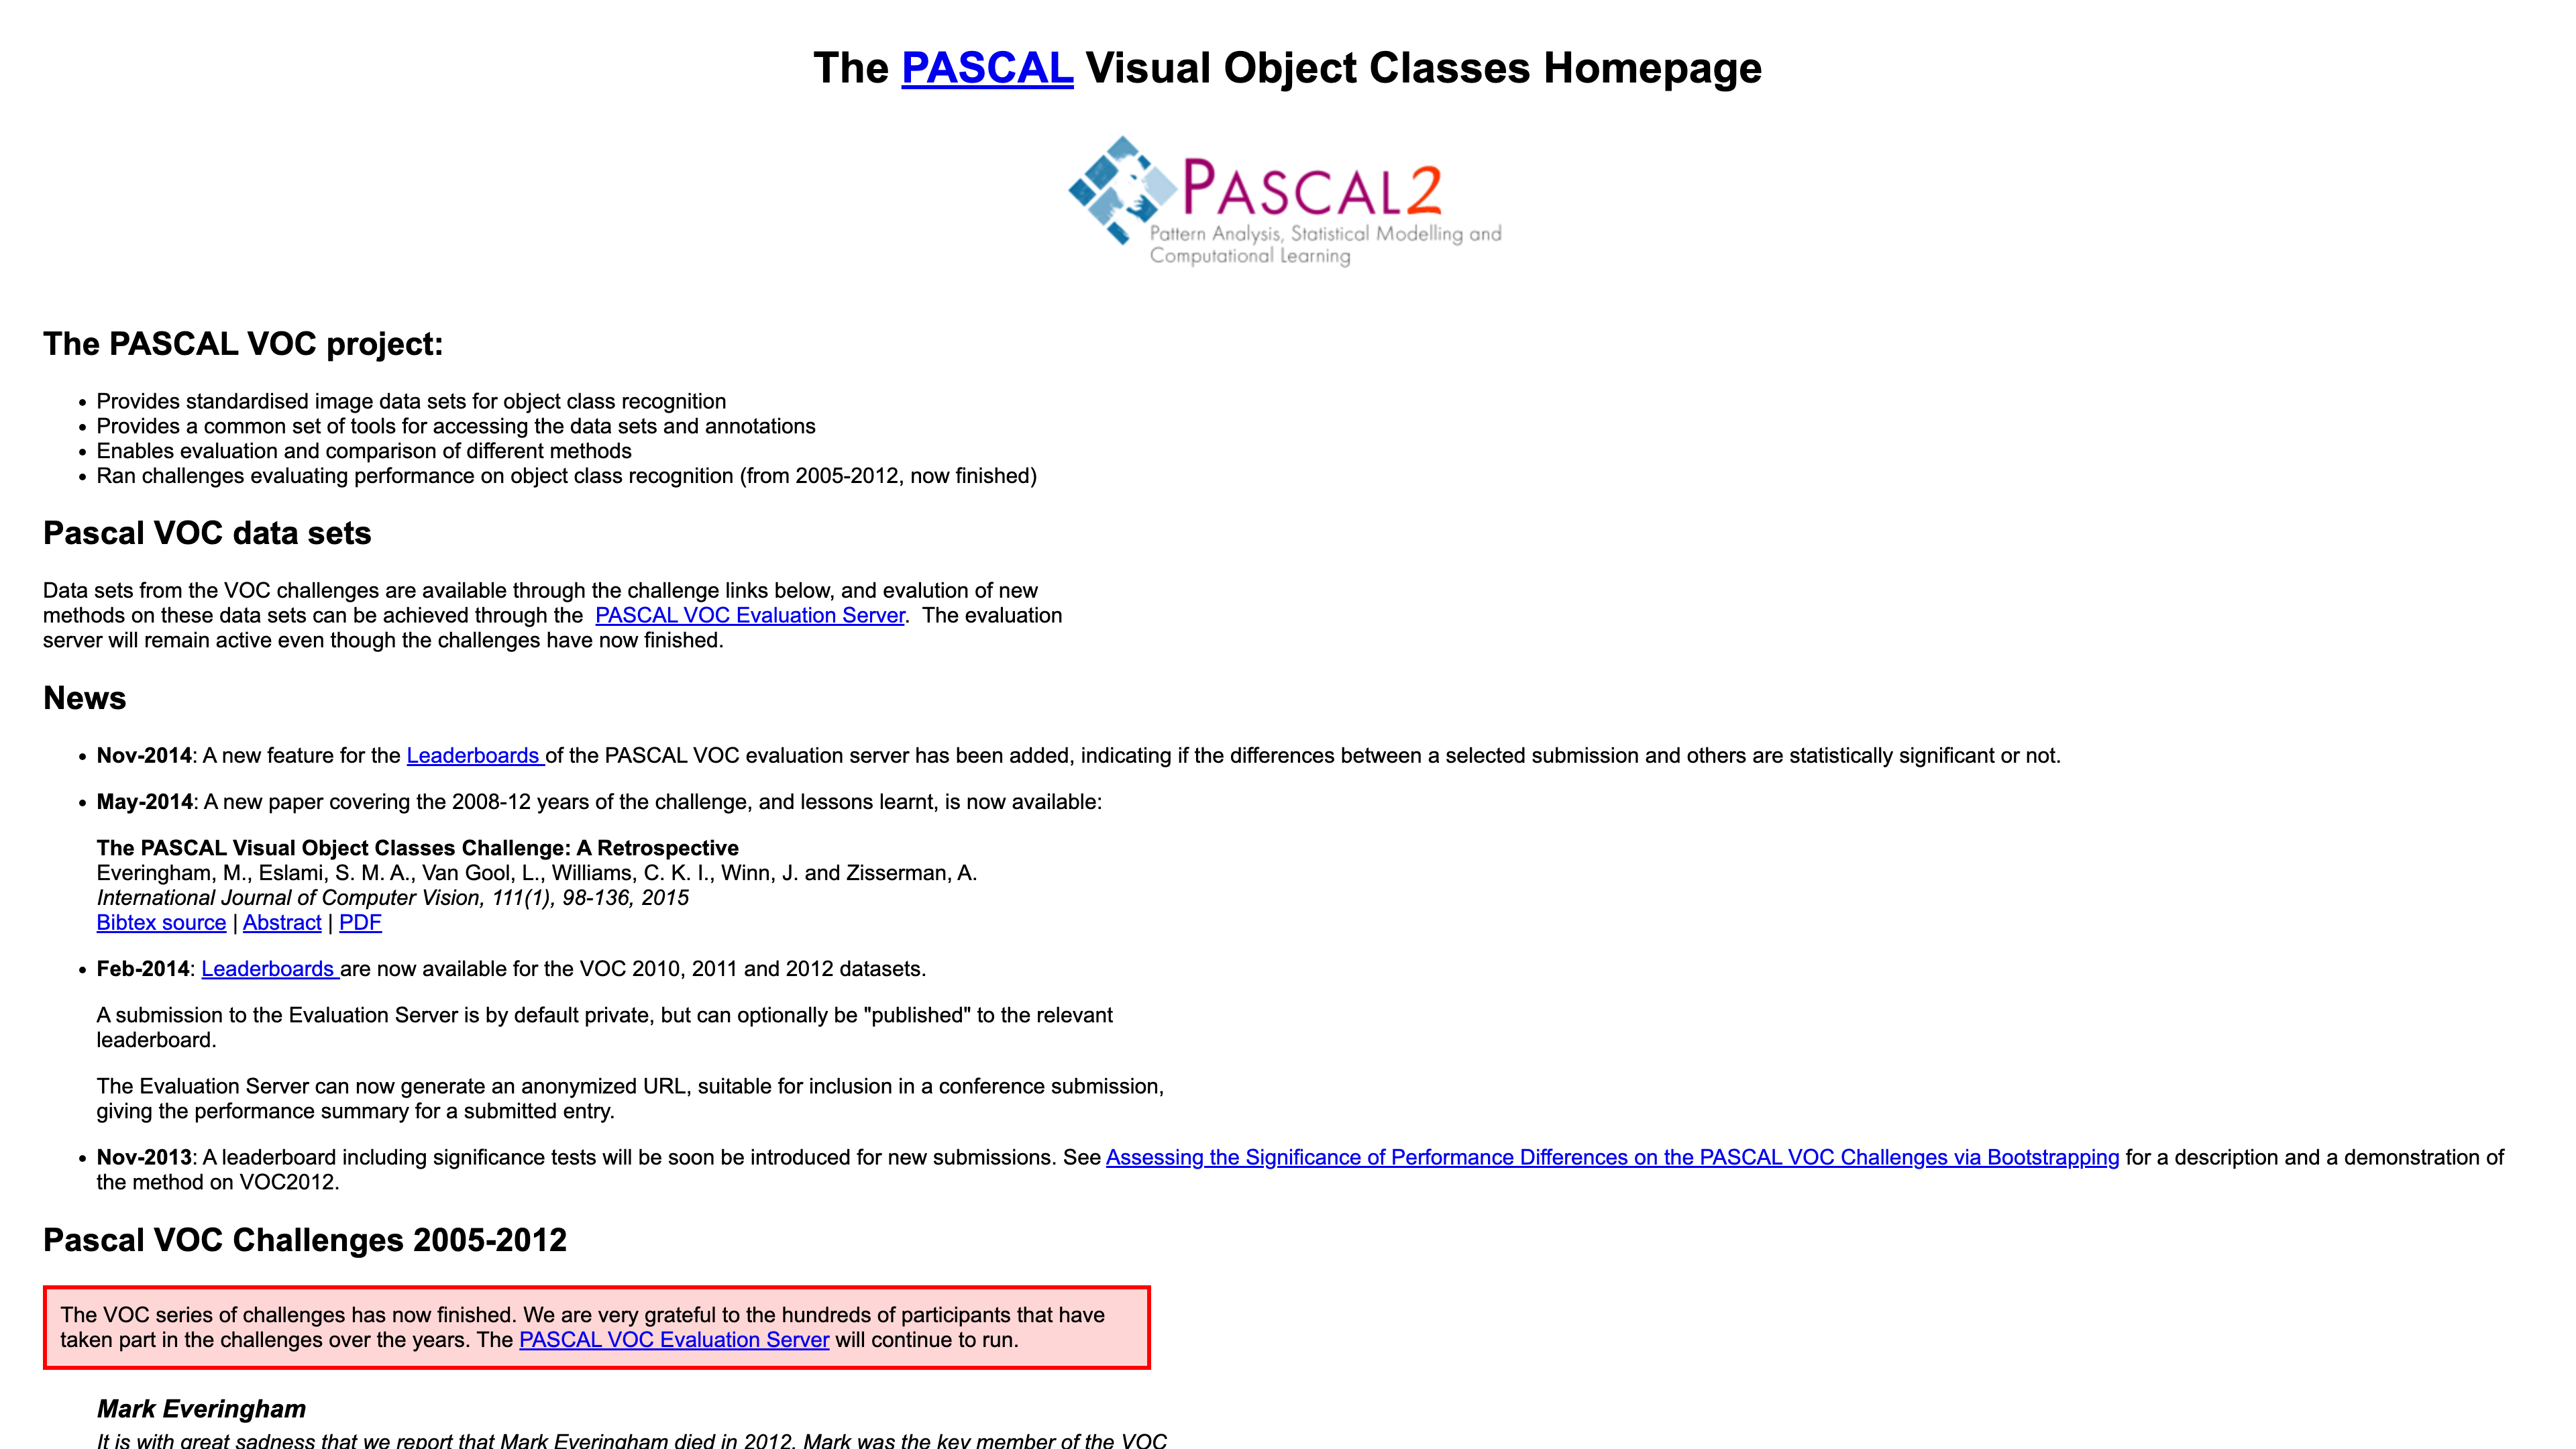 The PASCAL Visual Object Classes Homepage
PASCAL2
Pattern Analysis, Statistical Modelling and
Computational Learning
The PASCAL VOC project:
• Provides standardised image data sets for object class recognition
• Provides a common set of tools for accessing the data sets and annotations
• Enables evaluation and comparison of different methods
• Ran challenges evaluating performance on object class recognition (from 2005-2012, now finished)
Pascal VOC data sets
Data sets from the VOC challenges are available through the challenge links below, and evalution of new
methods on these data sets can be achieved through the PASCAL VOC Evaluation Server. The evaluation
server will remain active even though the challenges have now finished.
News
• Nov-2014: A new feature for the Leaderboards of the PASCAL VOC evaluation server has been added, indicating if the differences between a selected submission and others are statistically significant or not.
• May-2014: A new paper covering the 2008-12 years of the challenge, and lessons learnt, is now available:
The PASCAL Visual Object Classes Challenge: A Retrospective
Everingham, M., Eslami, S. M. A., Van Gool, L., Williams, C. K. I., Winn, J. and Zisserman, A.
International Journal of Computer Vision, 111(1), 98-136, 2015
Bibtex source | Abstract | PDF
• Feb-2014: Leaderboards are now available for the VOC 2010, 2011 and 2012 datasets.
A submission to the Evaluation Server is by default private, but can optionally be "published" to the relevant
leaderboard.
The Evaluation Server can now generate an anonymized URL, suitable for inclusion in a conference submission,
giving the performance summary for a submitted entry.
• Nov-2013: A leaderboard including significance tests will be soon be introduced for new submissions. See Assessing the Significance of Performance Differences on the PASCAL VOC Challenges via Bootstrapping for a description and a demonstration of
the method on VOC2012.
Pascal VOC Challenges 2005-2012
The VOC series of challenges has now finished. We are very grateful to the hundreds of participants that have
taken part in the challenges over the years. The PASCAL VOC Evaluation Server will continue to run.
Mark Everingham
It is with great sadness that we report that Mark Everingham died in 2012. Mark was the key member of the VOC